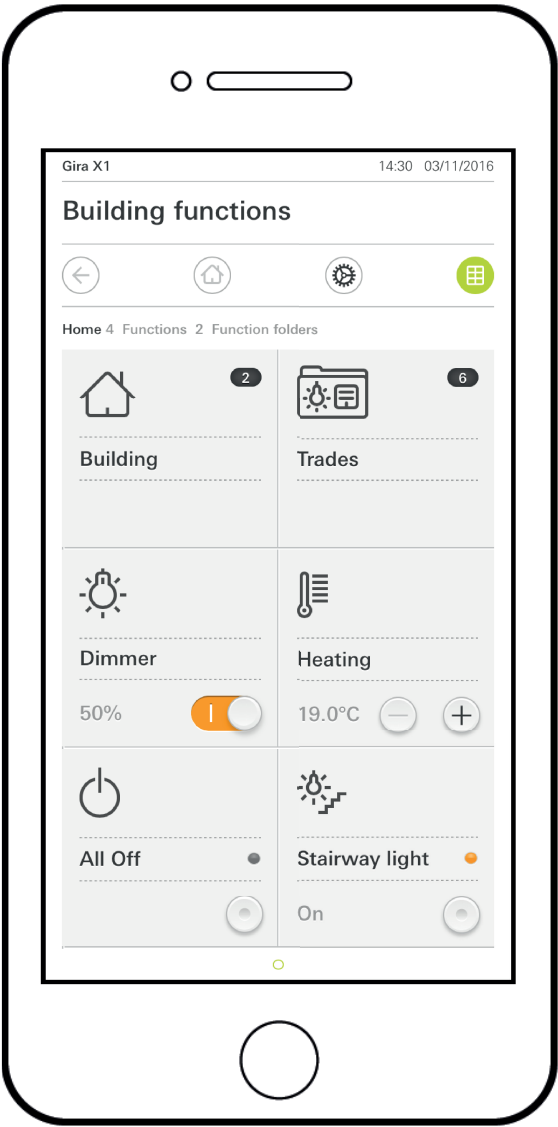 Gira X1 14:30 03/11/2016
Building functions
Home 4 Functions 2 Function folders
2 6
Building Trades
Dimmer Heating
50% 19.0°C
All Off Stairway light
On